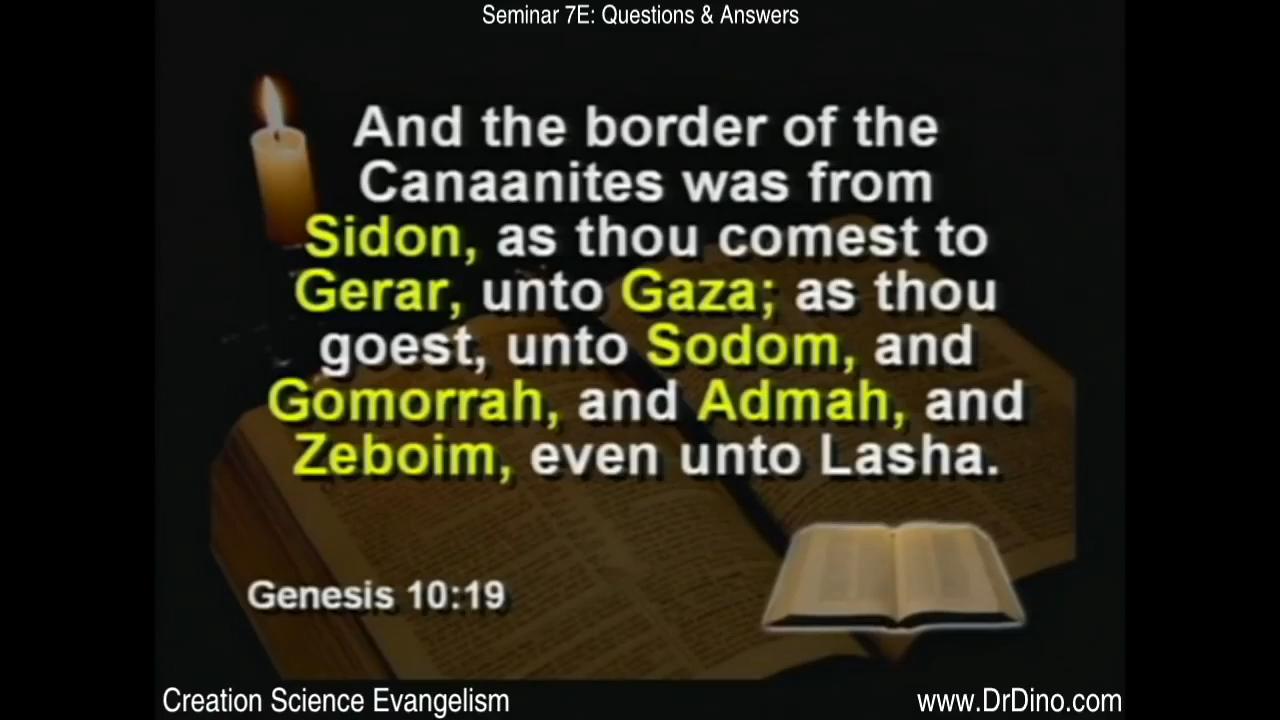 Seminar 7E: Questions & Answers
And the border of the
Canaanites was from
Sidon, as thou comest to
Gerar, unto Gaza; as thou
goest, unto Sodom, and
Gomorrah, and Admah, and
Zeboim, even unto Lasha.
Genesis 10:19
Creation Science Evangelism
www.DrDino.com